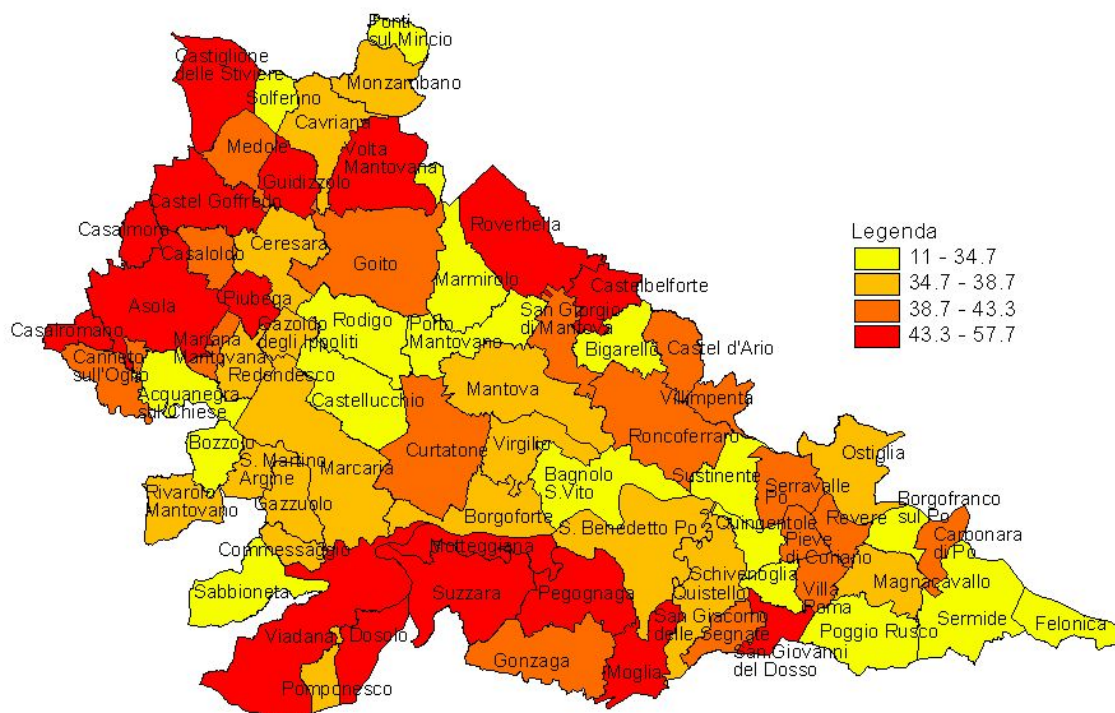 Ponti
sul Mincio
Castiglione
delle Stiviere
Monzambano
Solferino
Cavriana
Medole
Volta
Mantovana
Guidizzolo
Castel Goffredo
Roverbella
Casalmoro
Ceresara
Casaloldo
Goito
Marmirolo
Castelbelforte
Asola
Piubega
San Giorgio
di Mantova
Gazoldo
degli Ippoliti
Rodigo
Porto
Mantovano
Casalromano
Mariana
Mantovana
Bigarello
Castel d'Ario
Canneto
sull'Oglio
Redondesco
Mantova
Villimpenta
Acquanegra
sul Chiese
Castellucchio
Bozzolo
Curtatone
Virgilio
Roncoferraro
Ostiglia
S. Martino
Argine
Marcaria
Bagnolo
S.Vito
Sustinente
Serravalle
Po
Rivarolo
Mantovano
Gazzuolo
Borgoforte
S. Benedetto Po
Quingentole
Revere
Borgofranco
sul Po
Carbonara
di Po
Pieve
di Coriano
Commessaggio
Motteggiana
Schivenoglia
Magnacavallo
Sabbioneta
Suzzara
Pegognaga
Quistello
Villa
Poma
San Giacomo
delle Segnate
Sermide
Felonica
Viadana
Dosolo
Poggio Rusco
San Giovanni
del Dosso
Gonzaga
Moglia
Pomponesco
Legenda
11 - 34.7
34.7 - 38.7
38.7 - 43.3
43.3 - 57.7